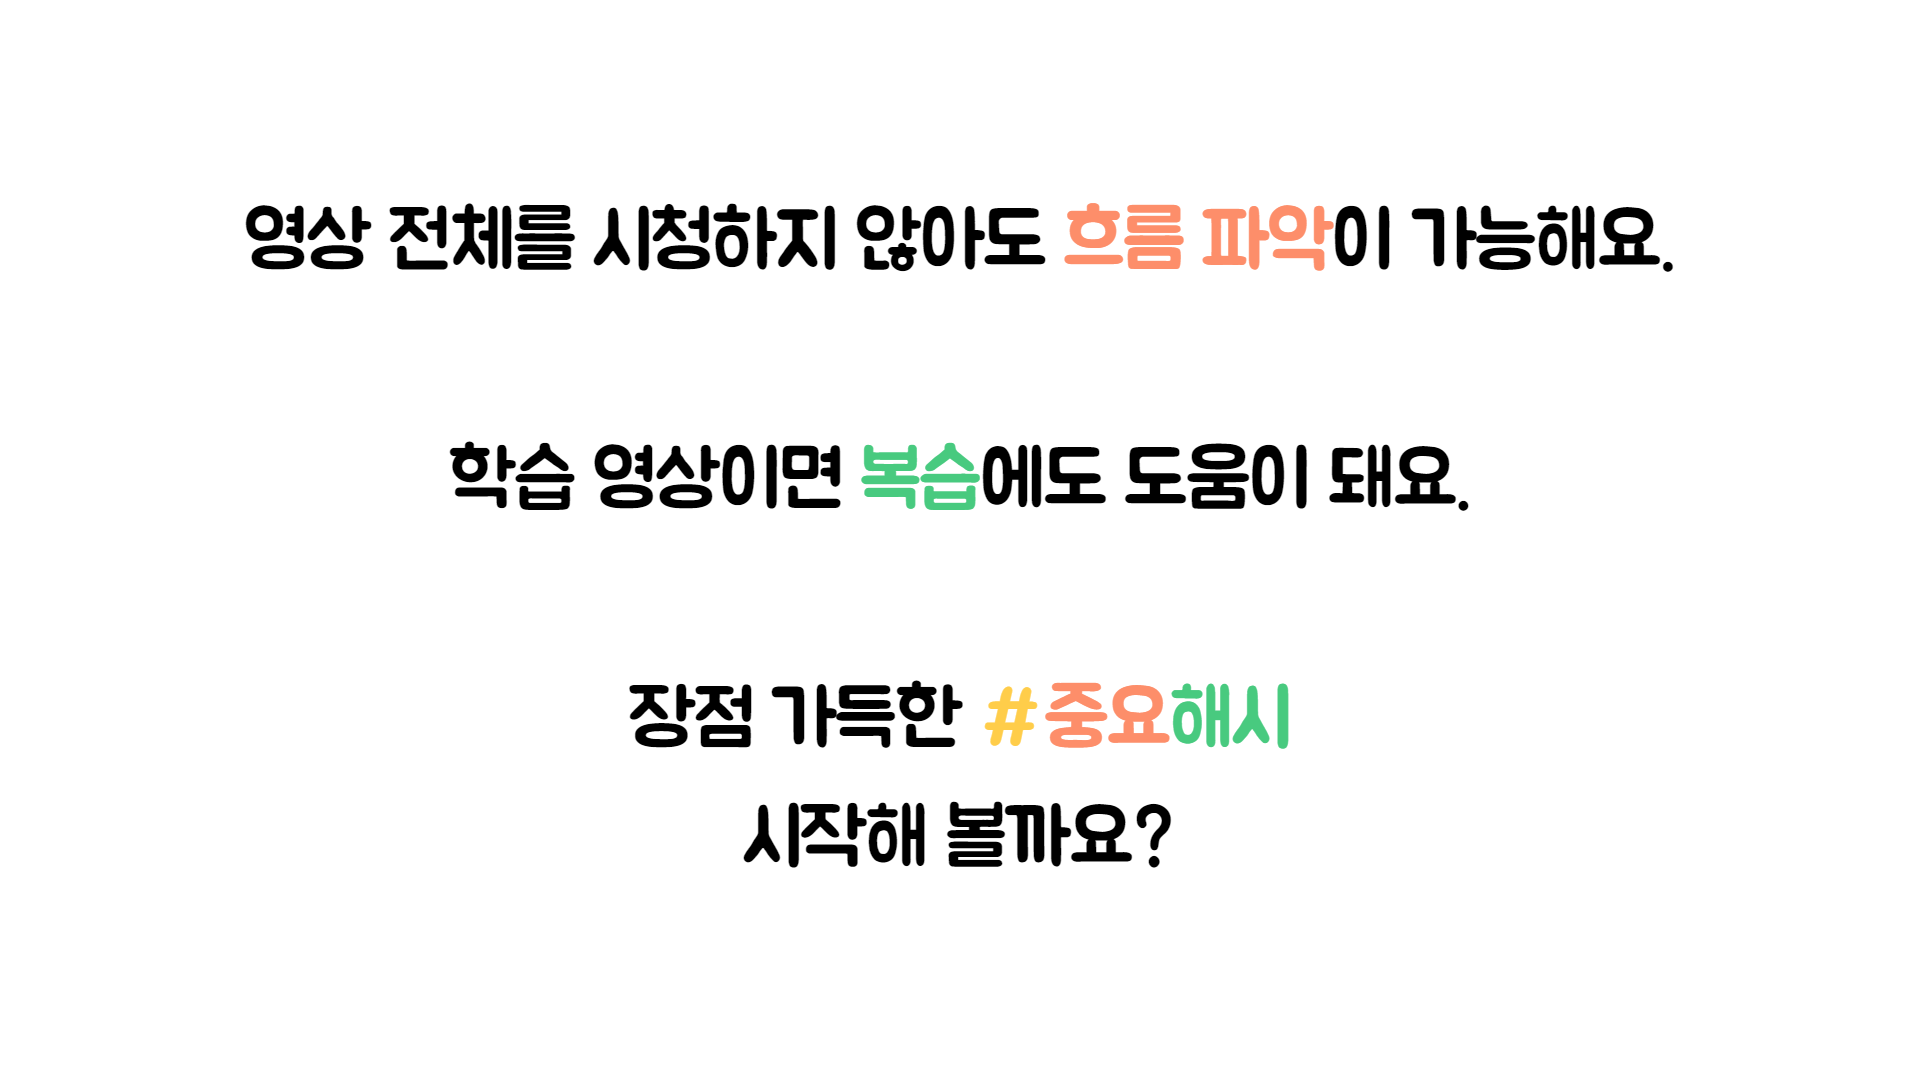 영상 전체를 시청하지 않아도 흐름 파악이 가능해요.
학습 영상이면 복습에도 도움이 돼요.
장점 가득한 #중요해시
시작해 볼까요?